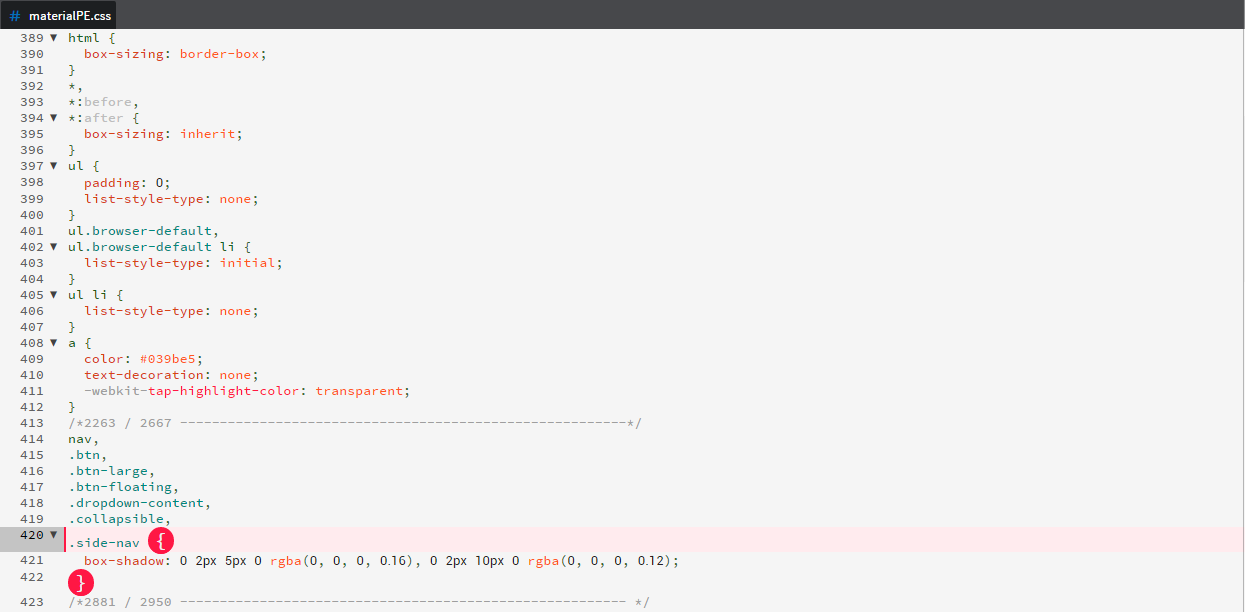 # materialPE.css
389 ▼ html {
390 box-sizing: border-box;
391 }
392 *,
393 *:before,
394 ▼ *:after {
395 box-sizing: inherit;
396 }
397 ▼ ul {
398 padding: 0;
399 list-style-type: none;
400 }
401 ul.browser-default,
402 ▼ ul.browser-default li {
403 list-style-type: initial;
404 }
405 ▼ ul li {
406 list-style-type: none;
407 }
408 ▼ a {
409 color: #039be5;
410 text-decoration: none;
411 -webkit-tap-highlight-color: transparent;
412 }
413 /*2263 / 2667 --------------------------------------------------------*/
414 nav,
415 .btn,
416 .btn-large,
417 .btn-floating,
418 .dropdown-content,
419 .collapsible,
420 ▼ .side-nav {
421 box-shadow: 0 2px 5px 0 rgba(0, 0, 0, 0.16), 0 2px 10px 0 rgba(0, 0, 0, 0.12);
422 }
423 /*2881 / 2950 -------------------------------------------------------- */